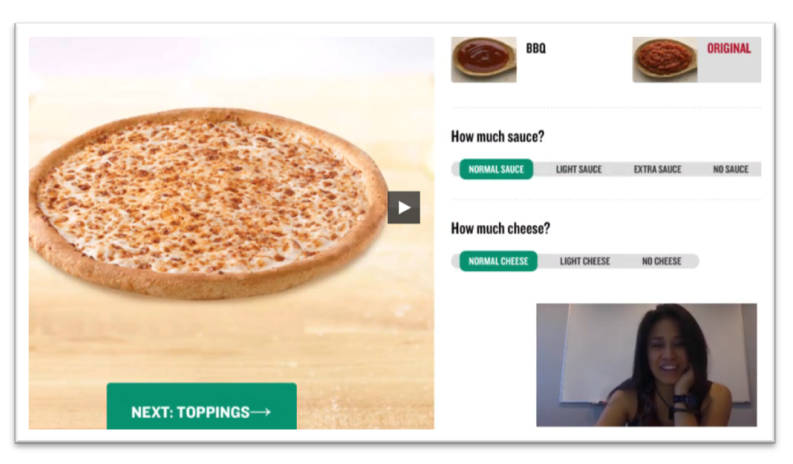 BBQ
ORIGINAL
How much sauce?
NORMAL SAUCE LIGHT SAUCE EXTRA SAUCE NO SAUCE
How much cheese?
NORMAL CHEESE LIGHT CHEESE NO CHEESE
NEXT: TOPPINGS→